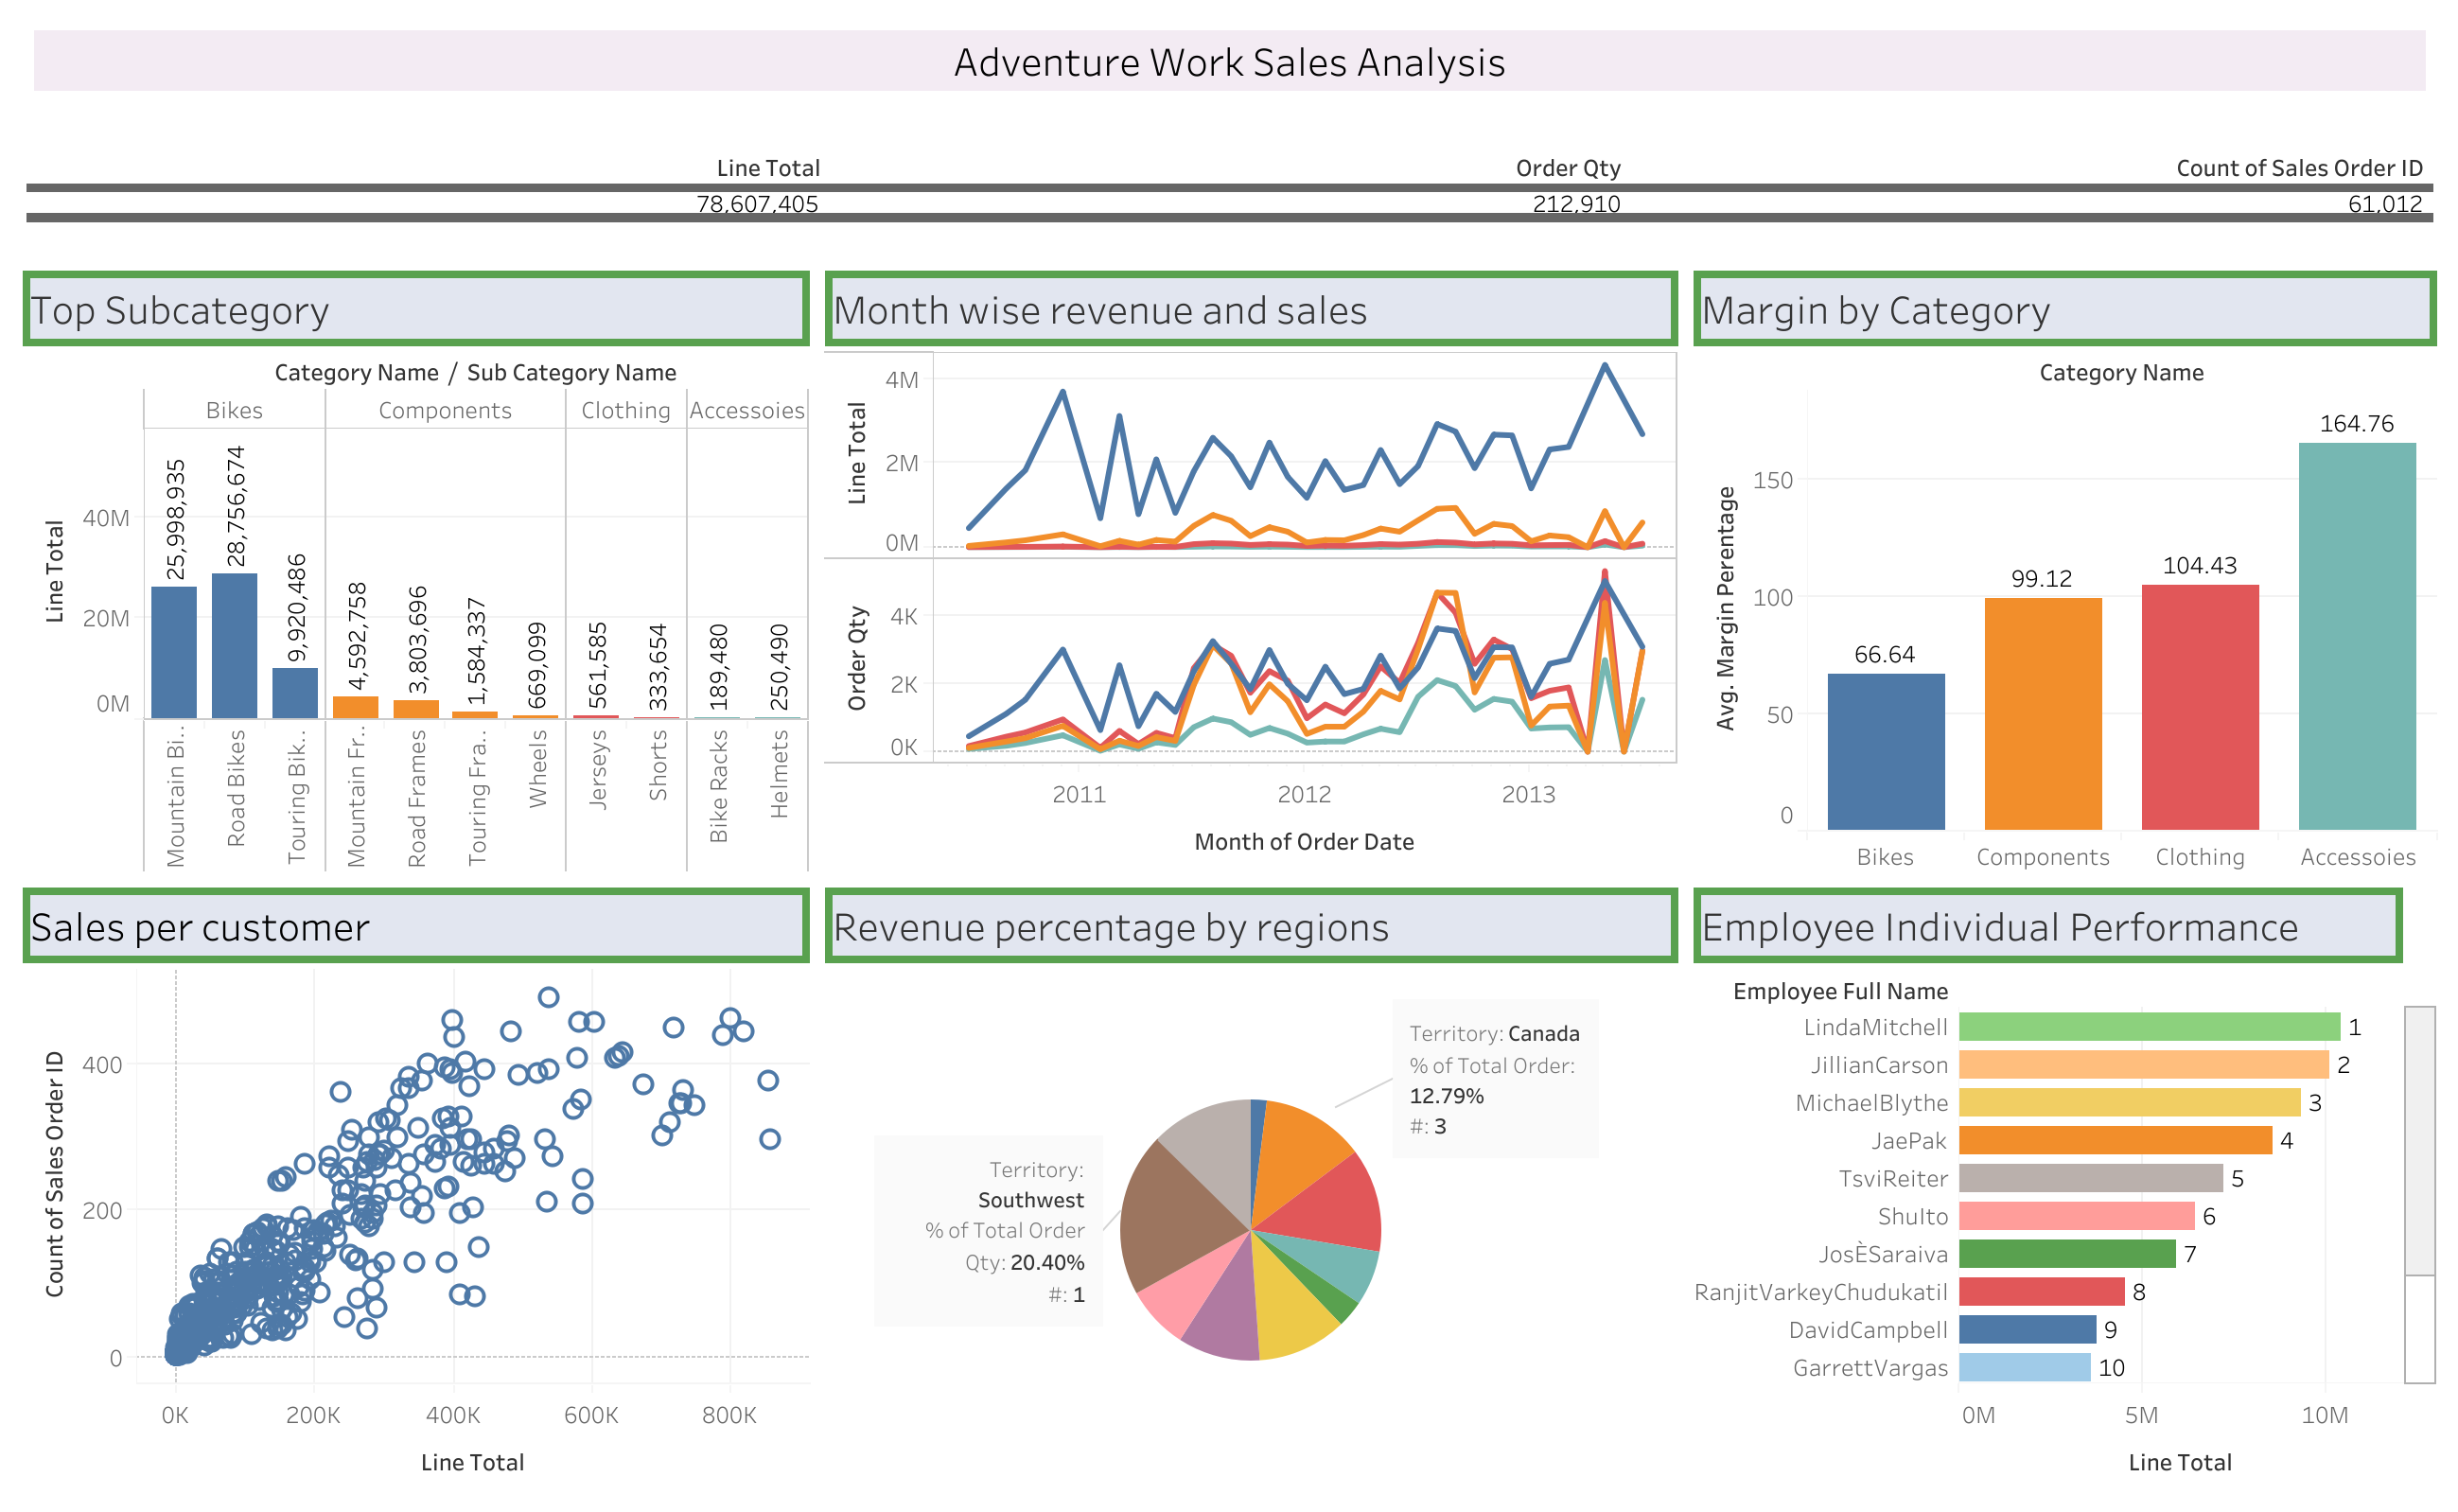 Adventure Work Sales Analysis
Line Total
Order Qty
Count of Sales Order ID
78,607,405
212,910
61,012
Top Subcategory
Category Name / Sub Category Name
Bikes
Components
Clothing
Accessoies
Line Total
40M
20M
0M
25,998,935
28,756,674
9,920,486
4,592,758
3,803,696
1,584,337
669,099
561,585
333,654
189,480
250,490
Mountain Bi..
Road Bikes
Touring Bik..
Mountain Fr..
Road Frames
Touring Fra..
Wheels
Jerseys
Shorts
Bike Racks
Helmets
Month wise revenue and sales
Line Total
4M
2M
0M
Order Qty
4K
2K
0K
2011
2012
2013
Month of Order Date
Margin by Category
Category Name
Avg. Margin Perentage
150
100
50
0
66.64
99.12
104.43
164.76
Bikes
Components
Clothing
Accessoies
Sales per customer
Count of Sales Order ID
400
200
0
0K
200K
400K
600K
800K
Line Total
Revenue percentage by regions
Territory: Canada
% of Total Order:
12.79%
#: 3
Territory:
Southwest
% of Total Order
Qty: 20.40%
#: 1
Employee Individual Performance
Employee Full Name
LindaMitchell 1
JillianCarson 2
MichaelBlythe 3
JaePak 4
TsviReiter 5
ShuIto 6
JosÈSaraiva 7
RanjitVarkeyChudukatil 8
DavidCampbell 9
GarrettVargas 10
0M
5M
10M
Line Total